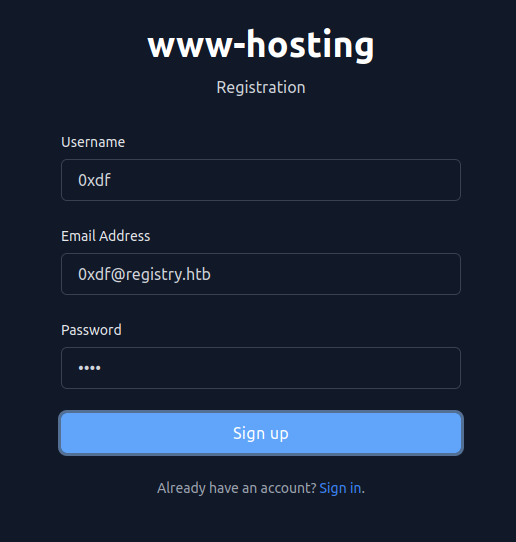 www-hosting
Registration
Username
0xdf
Email Address
0xdf@registry.htb
Password
••••
Sign up
Already have an account? Sign in.